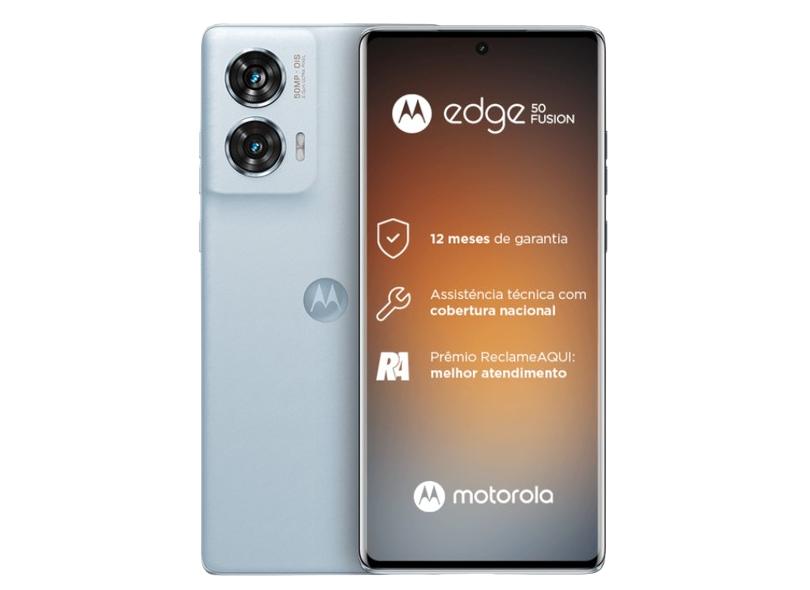 50MP · OIS
edge 50 FUSION
12 meses de garantia
Assistência técnica com
cobertura nacional
RA
Prêmio ReclameAQUI:
melhor atendimento
motorola